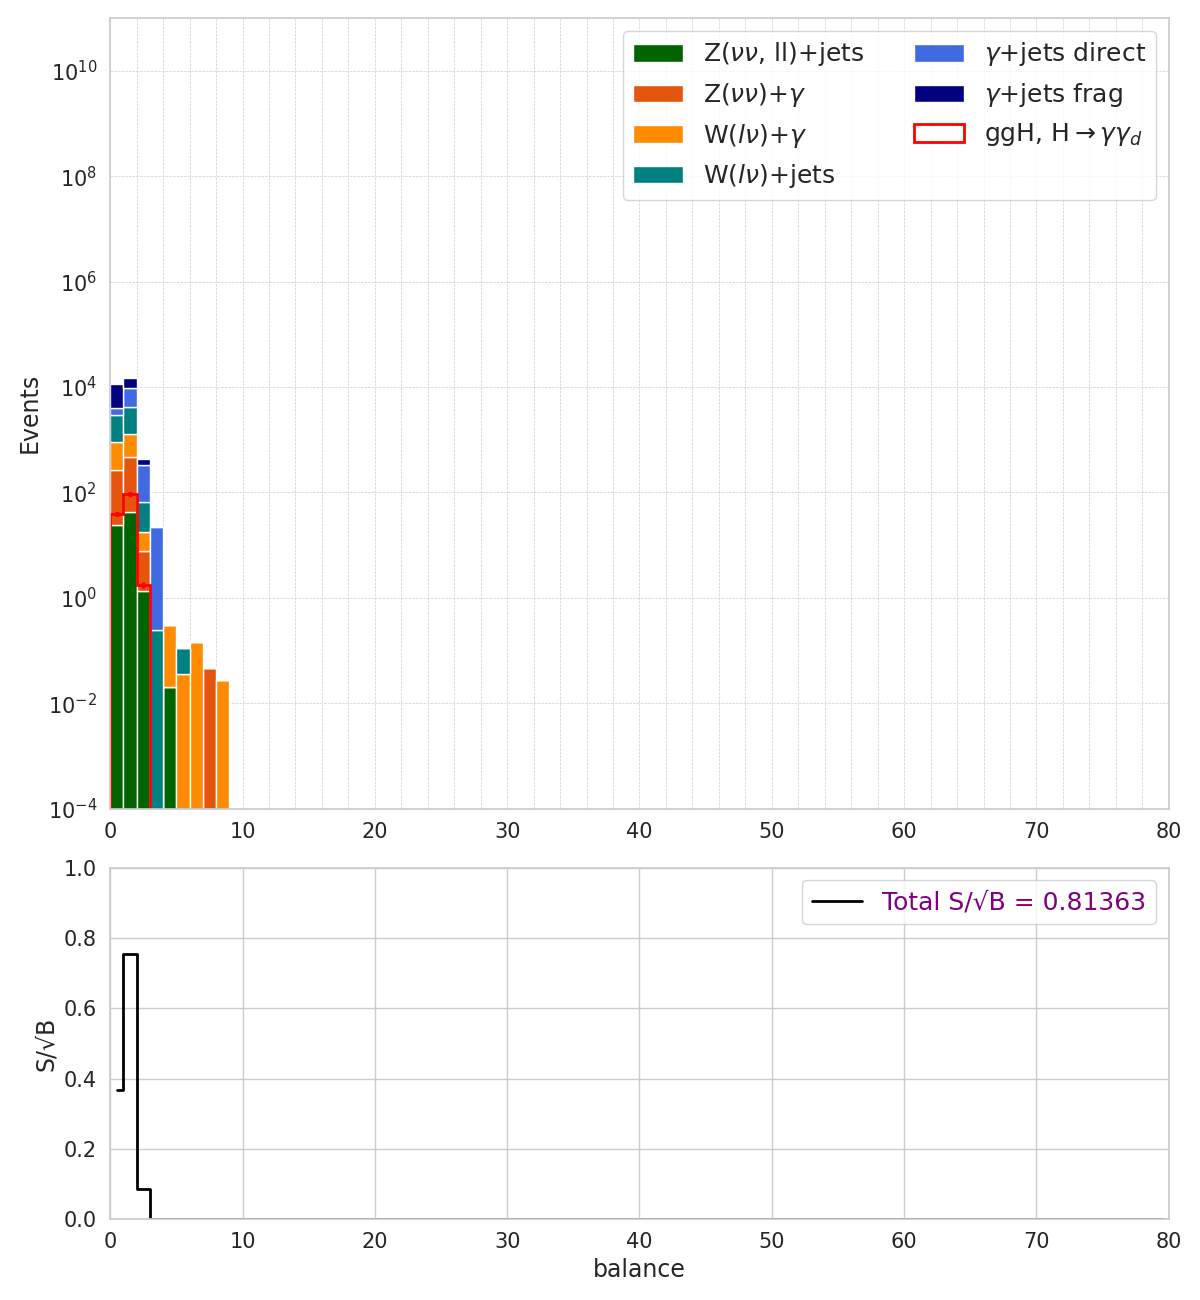 Z(νν, ll)+jets
Z(νν)+γ
W(lν)+γ
W(lν)+jets
γ+jets direct
γ+jets frag
ggH, H→γγ_d
Events
10^10
10^8
10^6
10^4
10^2
10^0
10^−2
10^−4
0 10 20 30 40 50 60 70 80
Total S/√B = 0.81363
S/√B
1.0
0.8
0.6
0.4
0.2
0.0
0 10 20 30 40 50 60 70 80
balance